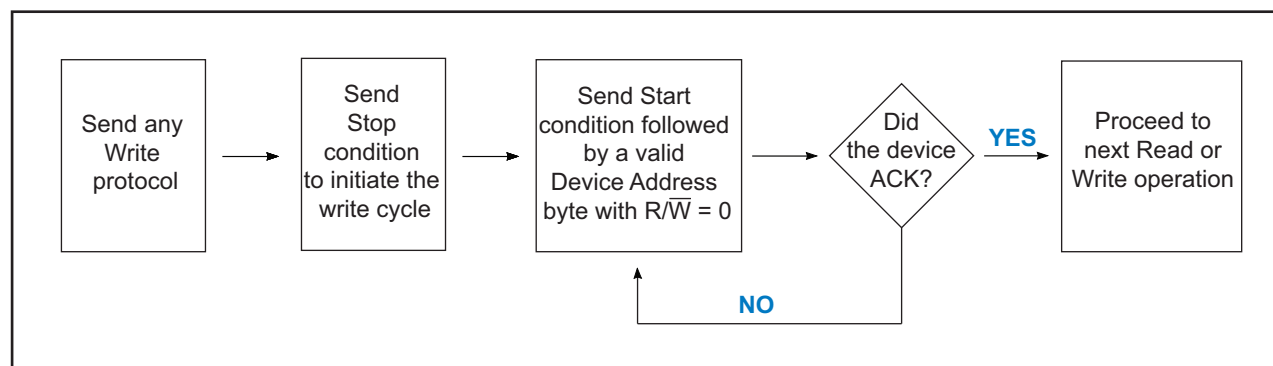 Send any
Write
protocol
Send
Stop
condition
to initiate the
write cycle
Send Start
condition followed
by a valid
Device Address
byte with R/W̅ = 0
Did
the device
ACK?
YES
Proceed to
next Read or
Write operation
NO